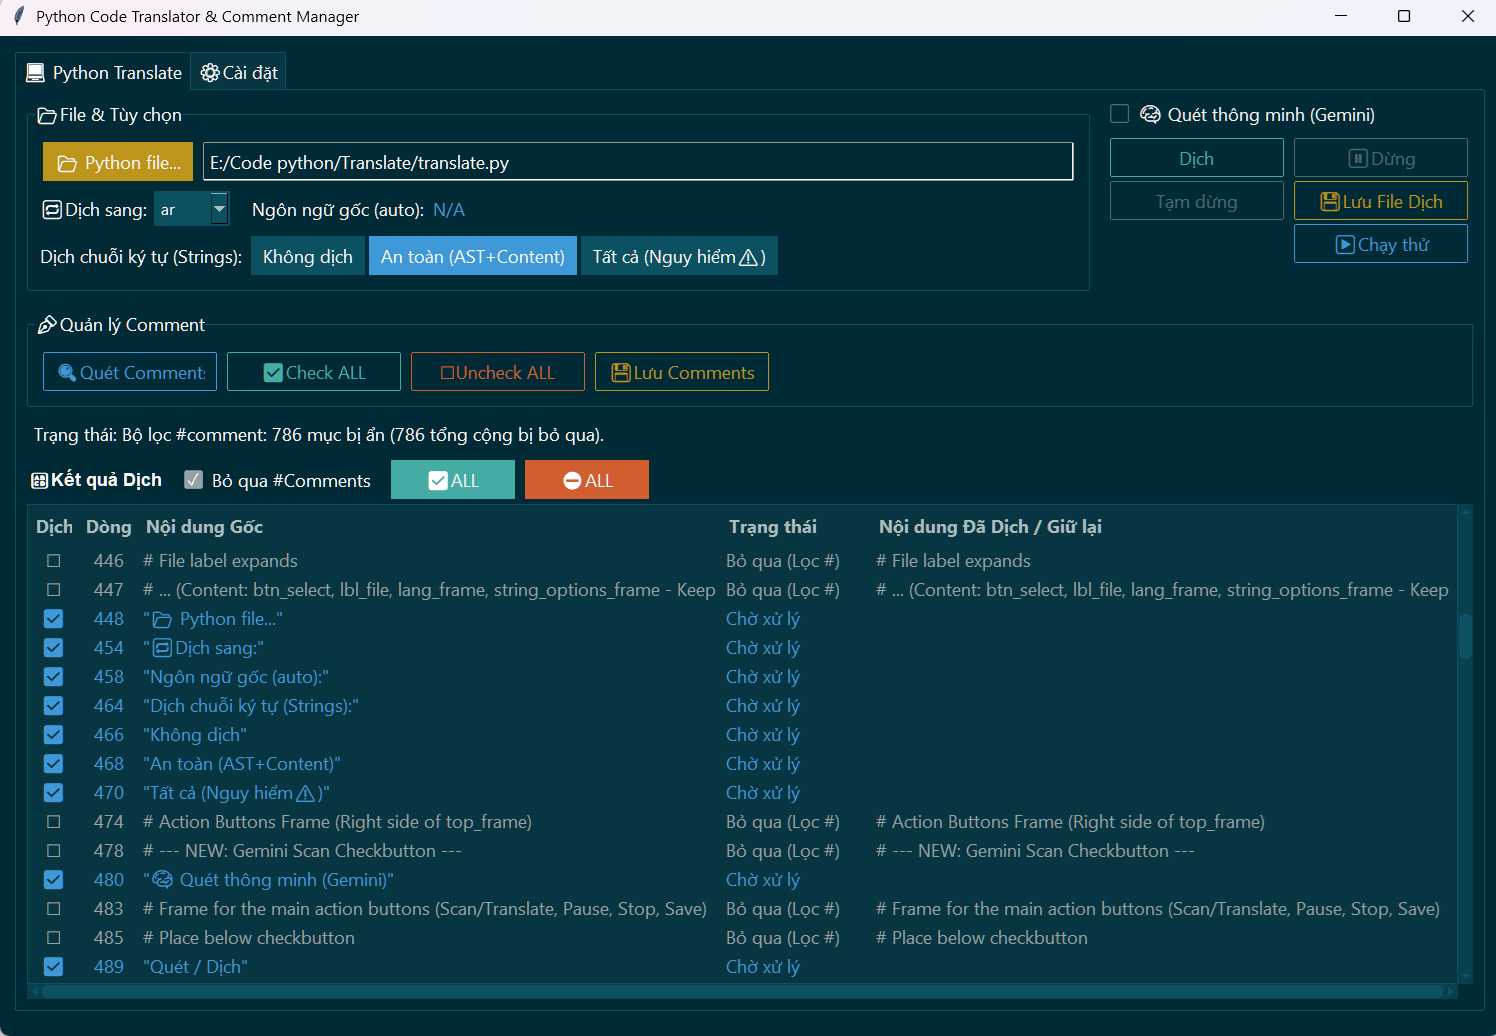 Python Code Translator & Comment Manager
Python Translate
Cài đặt
File & Tùy chọn
Python file...
E:/Code python/Translate/translate.py
Dịch sang: ar
Ngôn ngữ gốc (auto): N/A
Dịch chuỗi ký tự (Strings): Không dịch An toàn (AST+Content) Tất cả (Nguy hiểm⚠)
Quét thông minh (Gemini)
Dịch
Dừng
Tạm dừng
Lưu File Dịch
Chạy thử
Quản lý Comment
Quét Comment
Check ALL
Uncheck ALL
Lưu Comments
Trạng thái: Bộ lọc #comment: 786 mục bị ẩn (786 tổng cộng bị bỏ qua).
Kết quả Dịch
Bỏ qua #Comments
ALL
ALL
Dịch Dòng Nội dung Gốc Trạng thái Nội dung Đã Dịch / Giữ lại
446 # File label expands Bỏ qua (Lọc #) # File label expands
447 # ... (Content: btn_select, lbl_file, lang_frame, string_options_frame - Keep Bỏ qua (Lọc #) # ... (Content: btn_select, lbl_file, lang_frame, string_options_frame - Keep
448 "📂 Python file..." Chờ xử lý
454 "🔁Dịch sang:" Chờ xử lý
458 "Ngôn ngữ gốc (auto):" Chờ xử lý
464 "Dịch chuỗi ký tự (Strings):" Chờ xử lý
466 "Không dịch" Chờ xử lý
468 "An toàn (AST+Content)" Chờ xử lý
470 "Tất cả (Nguy hiểm⚠)" Chờ xử lý
474 # Action Buttons Frame (Right side of top_frame) Bỏ qua (Lọc #) # Action Buttons Frame (Right side of top_frame)
478 # --- NEW: Gemini Scan Checkbutton --- Bỏ qua (Lọc #) # --- NEW: Gemini Scan Checkbutton ---
480 "🧠 Quét thông minh (Gemini)" Chờ xử lý
483 # Frame for the main action buttons (Scan/Translate, Pause, Stop, Save) Bỏ qua (Lọc #) # Frame for the main action buttons (Scan/Translate, Pause, Stop, Save)
485 # Place below checkbutton Bỏ qua (Lọc #) # Place below checkbutton
489 "Quét / Dịch" Chờ xử lý